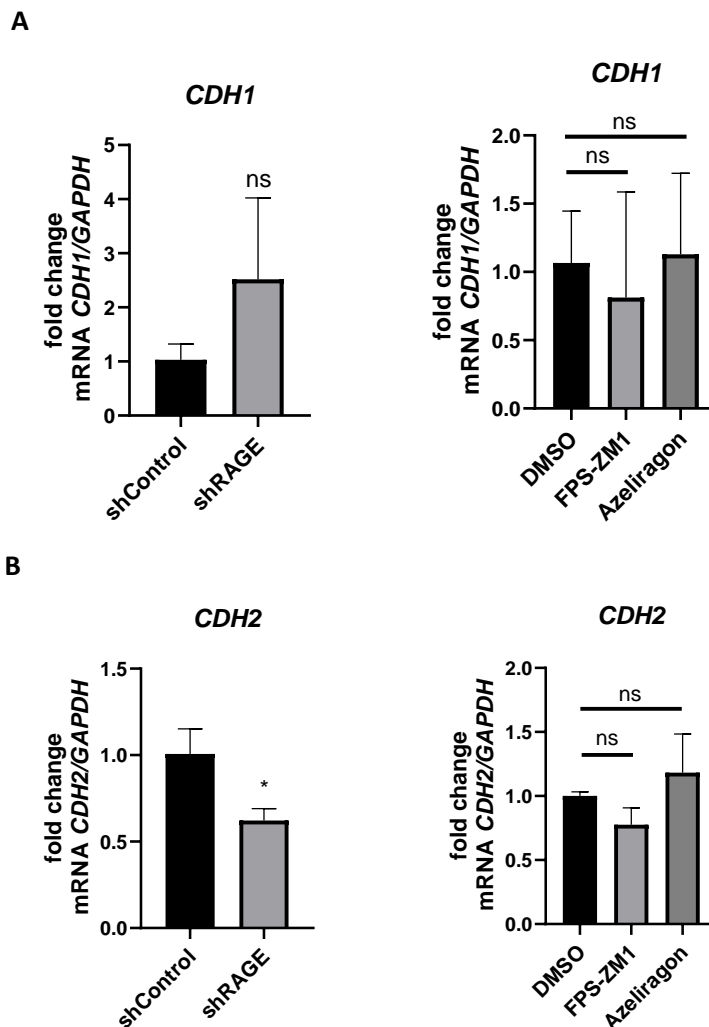 A
CDH1
fold change
mRNA CDH1/GAPDH
5
4
3
2
1
0
ns
shControl
shRAGE
CDH1
fold change
mRNA CDH1/GAPDH
2.0
1.5
1.0
0.5
0.0
ns
ns
DMSO
FPS-ZM1
Azeliragon
B
CDH2
fold change
mRNA CDH2/GAPDH
1.5
1.0
0.5
0.0
*
shControl
shRAGE
CDH2
fold change
mRNA CDH2/GAPDH
2.0
1.5
1.0
0.5
0.0
ns
ns
DMSO
FPS-ZM1
Azeliragon